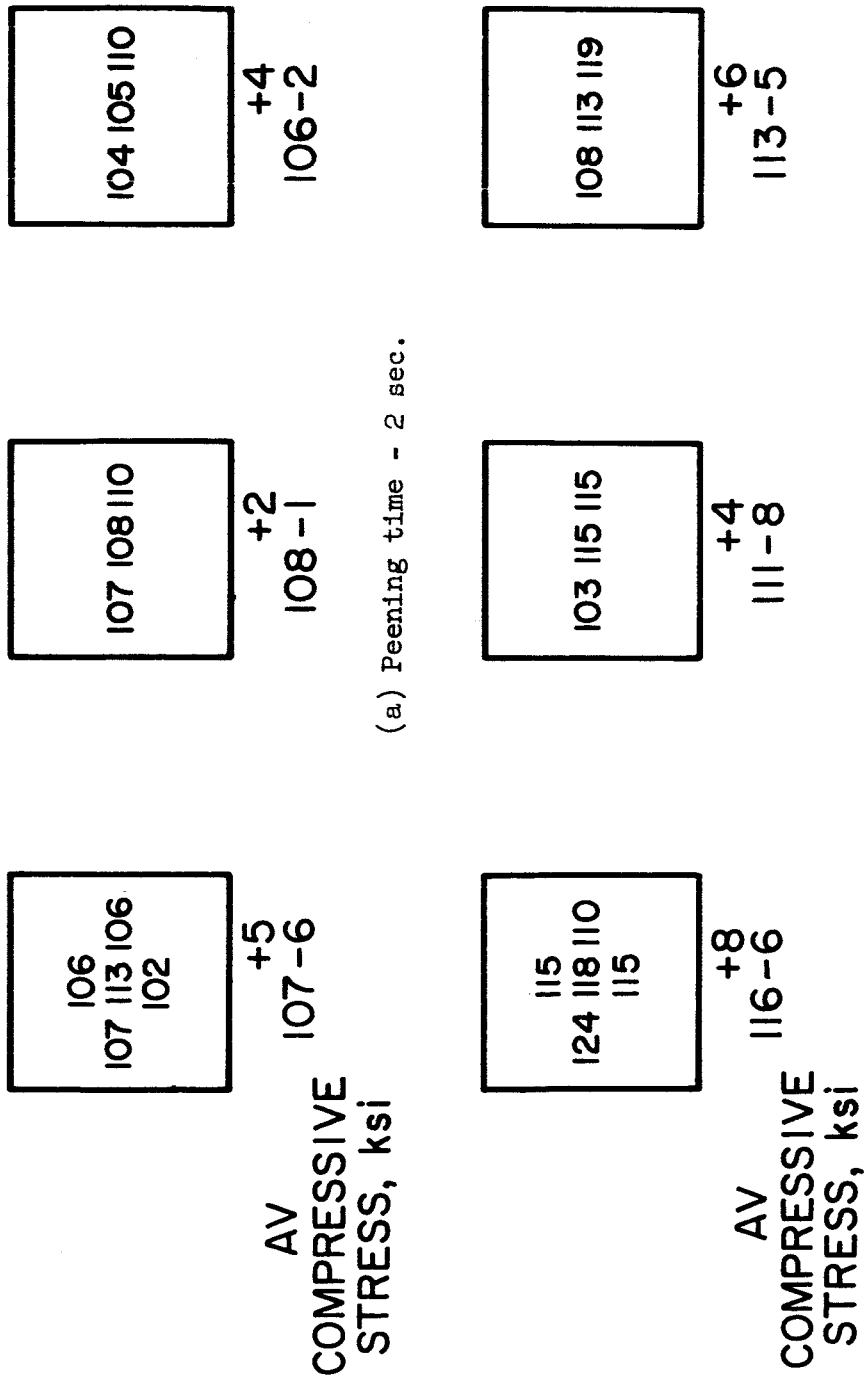 106
107 113 106
102
107 108 110
104 105 110
AV
COMPRESSIVE
STRESS, ksi
+5
107-6
+2
108-1
+4
106-2
(a) Peening time - 2 sec.
115
124 118 110
115
103 115 115
108 113 119
AV
COMPRESSIVE
STRESS, ksi
+8
116-6
+4
111-8
+6
113-5